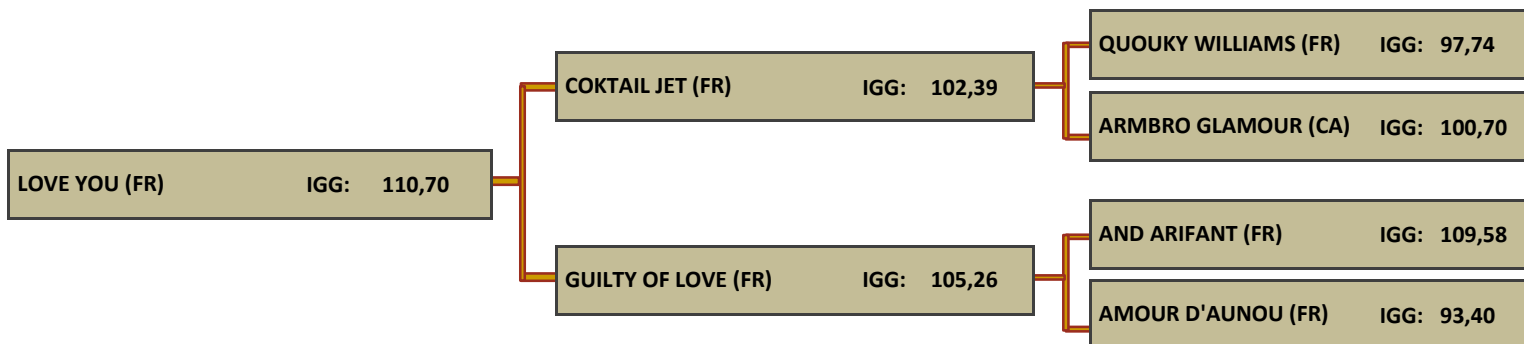 QUOUKY WILLIAMS (FR) IGG: 97,74
COKTAIL JET (FR) IGG: 102,39
ARMBRO GLAMOUR (CA) IGG: 100,70
LOVE YOU (FR) IGG: 110,70
AND ARIFANT (FR) IGG: 109,58
GUILTY OF LOVE (FR) IGG: 105,26
AMOUR D'AUNOU (FR) IGG: 93,40